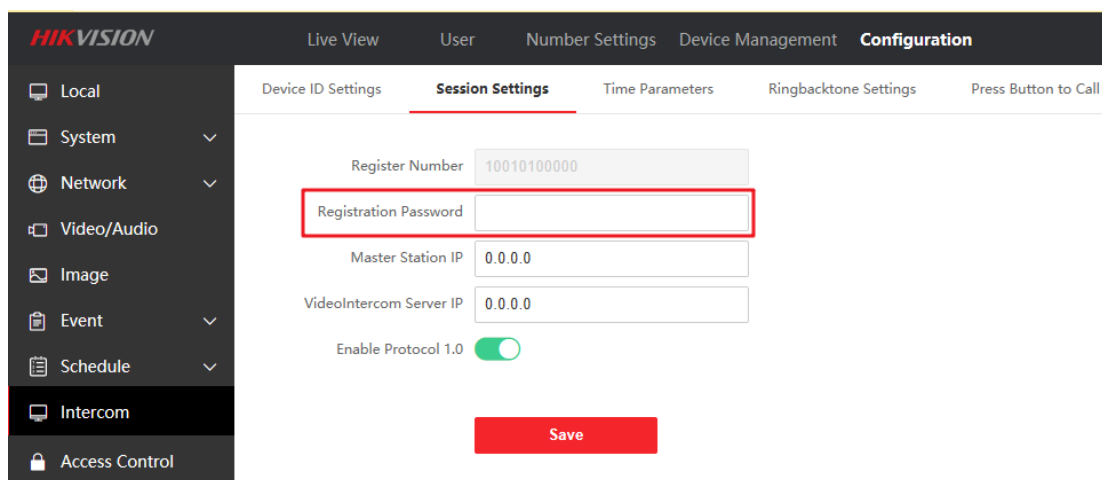 HIKVISION
Live View User Number Settings Device Management Configuration
Local
System
Network
Video/Audio
Image
Event
Schedule
Intercom
Access Control
Device ID Settings Session Settings Time Parameters Ringbacktone Settings Press Button to Call
Register Number 10010100000
Registration Password
Master Station IP 0.0.0.0
VideoIntercom Server IP 0.0.0.0
Enable Protocol 1.0
Save